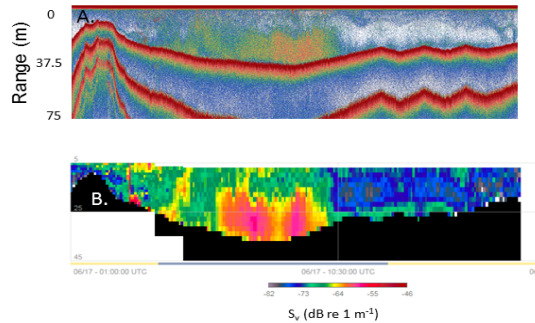 A.
0
37.5
75
Range (m)
5
B.
25
45
06/17 - 01:00:00 UTC
06/17 - 10:30:00 UTC
-82 -73 -64 -55 -46
Sᵥ (dB re 1 m⁻¹)